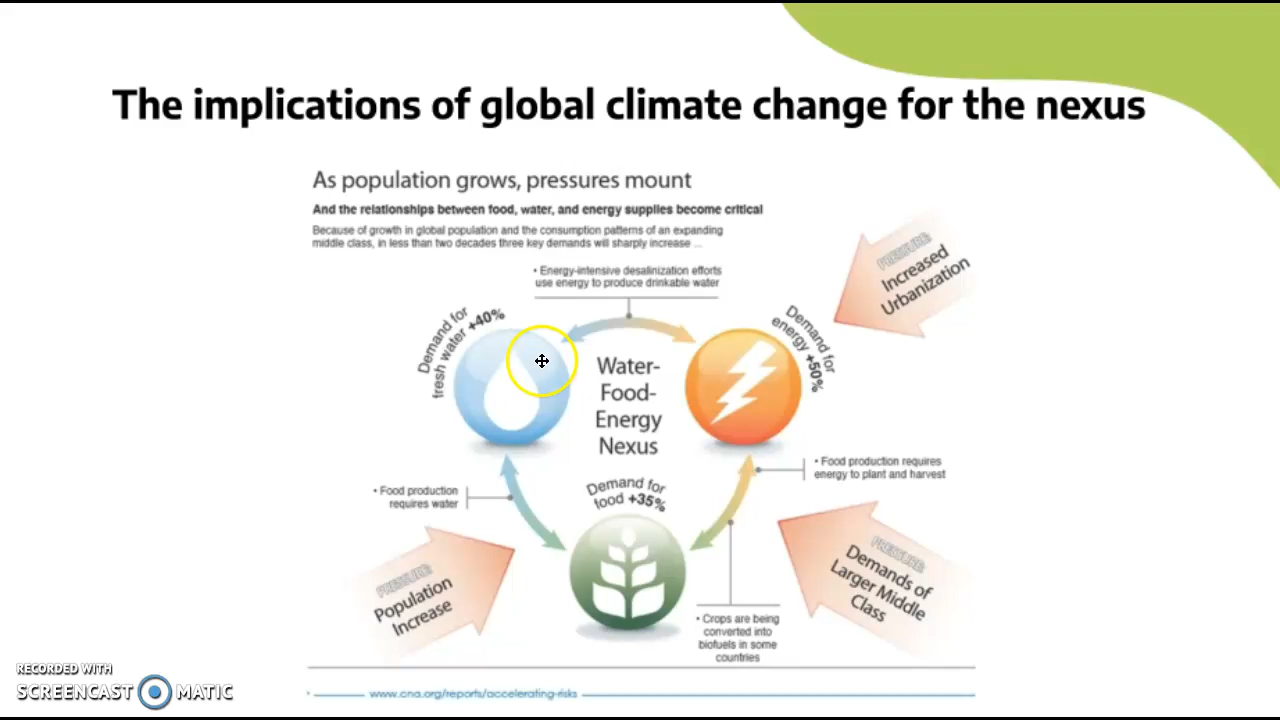 The implications of global climate change for the nexus
As population grows, pressures mount
And the relationships between food, water, and energy supplies become critical
Because of growth in global population and the consumption patterns of an expanding
middle class, in less than two decades three key demands will sharply increase ...
• Energy-intensive desalinization efforts
use energy to produce drinkable water
PRESSURE:
Increased
Urbanization
Demand for
fresh water +40%
Demand for
energy +50%
Water-
Food-
Energy
Nexus
• Food production requires
energy to plant and harvest
• Food production
requires water
Demand for
food +35%
PRESSURE:
Population
Increase
PRESSURE:
Demands of
Larger Middle
Class
• Crops are being
converted into
biofuels in some
countries
www.cna.org/reports/accelerating-risks
RECORDED WITH
SCREENCAST MATIC